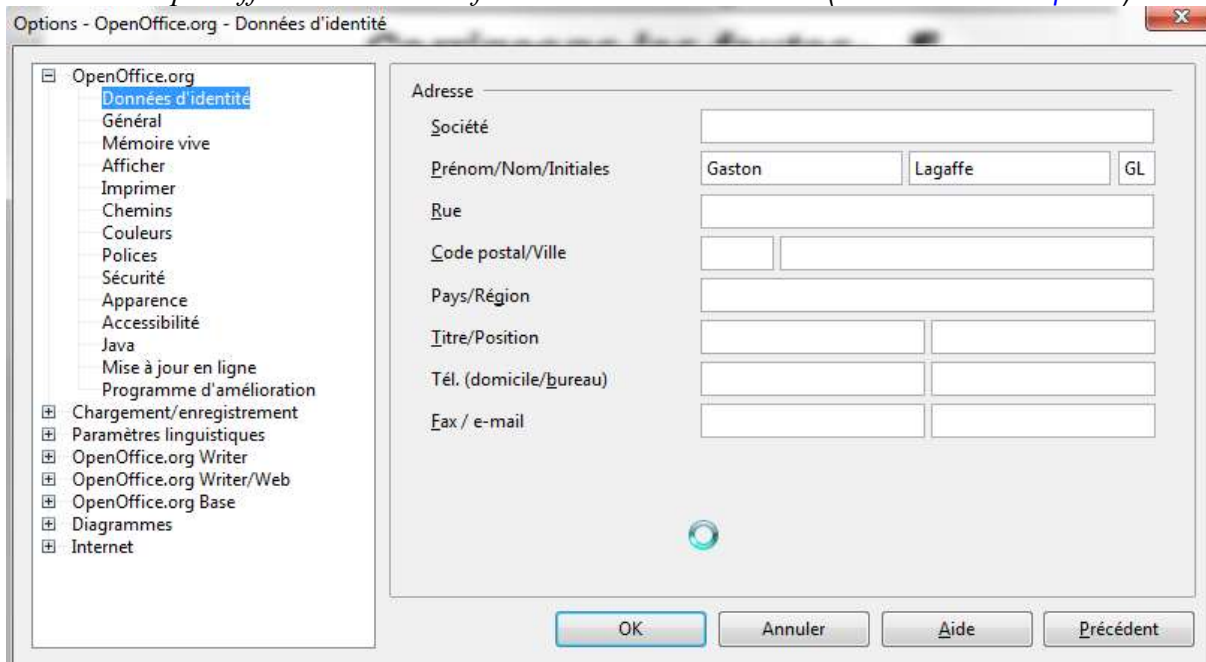 Options - OpenOffice.org - Données d'identité
OpenOffice.org
Données d'identité
Général
Mémoire vive
Afficher
Imprimer
Chemins
Couleurs
Polices
Sécurité
Apparence
Accessibilité
Java
Mise à jour en ligne
Programme d'amélioration
Chargement/enregistrement
Paramètres linguistiques
OpenOffice.org Writer
OpenOffice.org Writer/Web
OpenOffice.org Base
Diagrammes
Internet
Adresse
Société
Prénom/Nom/Initiales Gaston Lagaffe GL
Rue
Code postal/Ville
Pays/Région
Titre/Position
Tél. (domicile/bureau)
Fax / e-mail
OK Annuler Aide Précédent